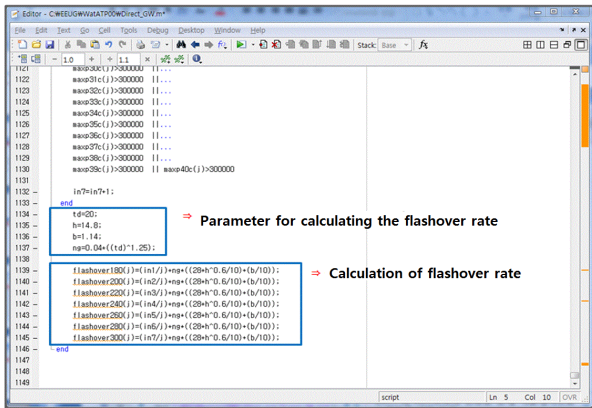 Editor - C:₩EEUG₩WatATP00₩Direct_GW.m*
File Edit Text Go Cell Tools Debug Desktop Window Help
Stack: Base fx
− 1.0 + ÷ 1.1 ×
1121 maxp30c(j)>300000 ||...
1122 maxp31c(j)>300000 ||...
1123 maxp32c(j)>300000 ||...
1124 maxp33c(j)>300000 ||...
1125 maxp34c(j)>300000 ||...
1126 maxp35c(j)>300000 ||...
1127 maxp36c(j)>300000 ||...
1128 maxp37c(j)>300000 ||...
1129 maxp38c(j)>300000 ||...
1130 maxp39c(j)>300000 || maxp40c(j)>300000
1131
1132 – in7=in7+1;
1133 – end
1134 – td=20;
1135 – h=14.8;
1136 – b=1.14;
1137 – ng=0.04*((td)^1.25);
⇒ Parameter for calculating the flashover rate
1138
1139 – flashover180(j)=(in1/j)*ng*((28*h^0.6/10)+(b/10));
1140 – flashover200(j)=(in2/j)*ng*((28*h^0.6/10)+(b/10));
1141 – flashover220(j)=(in3/j)*ng*((28*h^0.6/10)+(b/10));
1142 – flashover240(j)=(in4/j)*ng*((28*h^0.6/10)+(b/10));
1143 – flashover260(j)=(in5/j)*ng*((28*h^0.6/10)+(b/10));
1144 – flashover280(j)=(in6/j)*ng*((28*h^0.6/10)+(b/10));
1145 – flashover300(j)=(in7/j)*ng*((28*h^0.6/10)+(b/10));
⇒ Calculation of flashover rate
1146 – end
1147
1148
1149
script Ln 5 Col 10 OVR